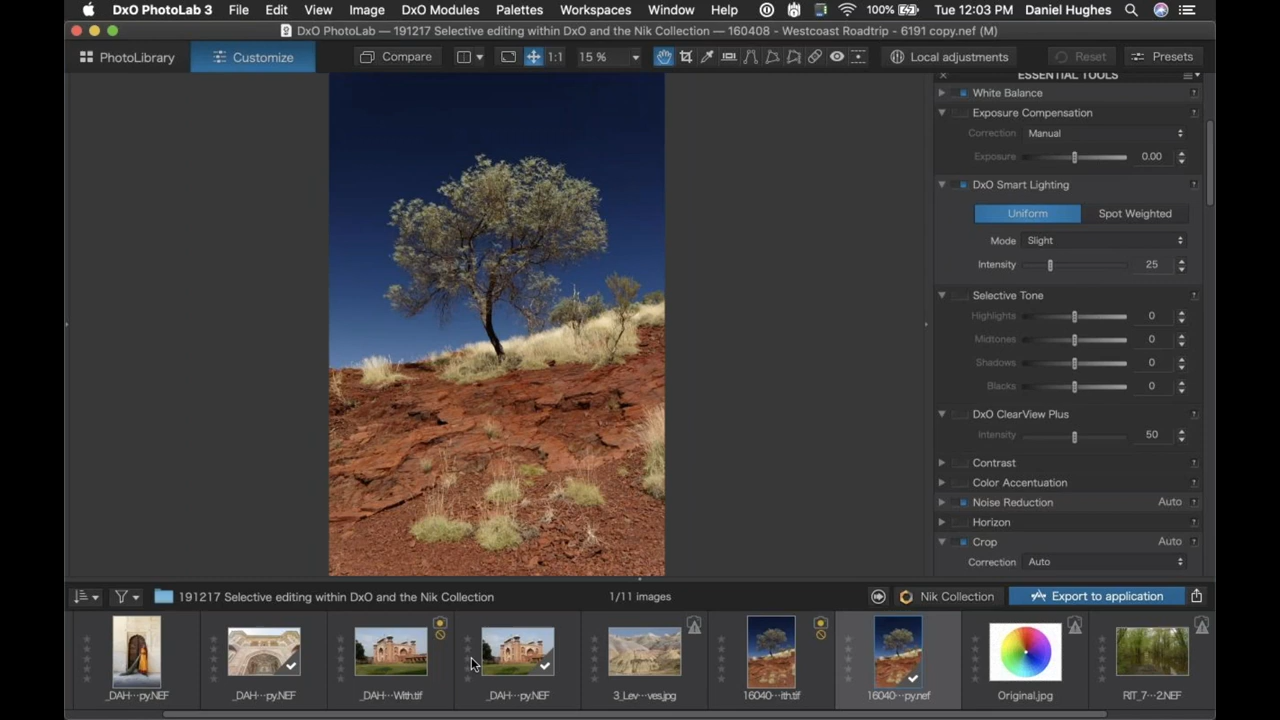 DxO PhotoLab 3 File Edit View Image DxO Modules Palettes Workspaces Window Help 100% Tue 12:03 PM Daniel Hughes
DxO PhotoLab — 191217 Selective editing within DxO and the Nik Collection — 160408 - Westcoast Roadtrip - 6191 copy.nef (M)
PhotoLibrary Customize Compare 1:1 15 % Local adjustments Reset Presets
ESSENTIAL TOOLS
White Balance ?
Exposure Compensation ?
Correction Manual
Exposure 0.00
DxO Smart Lighting ?
Uniform Spot Weighted
Mode Slight
Intensity 25
Selective Tone ?
Highlights 0
Midtones 0
Shadows 0
Blacks 0
DxO ClearView Plus ?
Intensity 50
Contrast ?
Color Accentuation ?
Noise Reduction Auto ?
Horizon ?
Crop Auto ?
Correction Auto
191217 Selective editing within DxO and the Nik Collection 1/11 images Nik Collection Export to application
_DAH···py.NEF _DAH···py.NEF _DAH···With.tif _DAH···py.NEF 3_Lev···ves.jpg 16040···ith.tif 16040···py.nef Original.jpg RIT_7···2.NEF